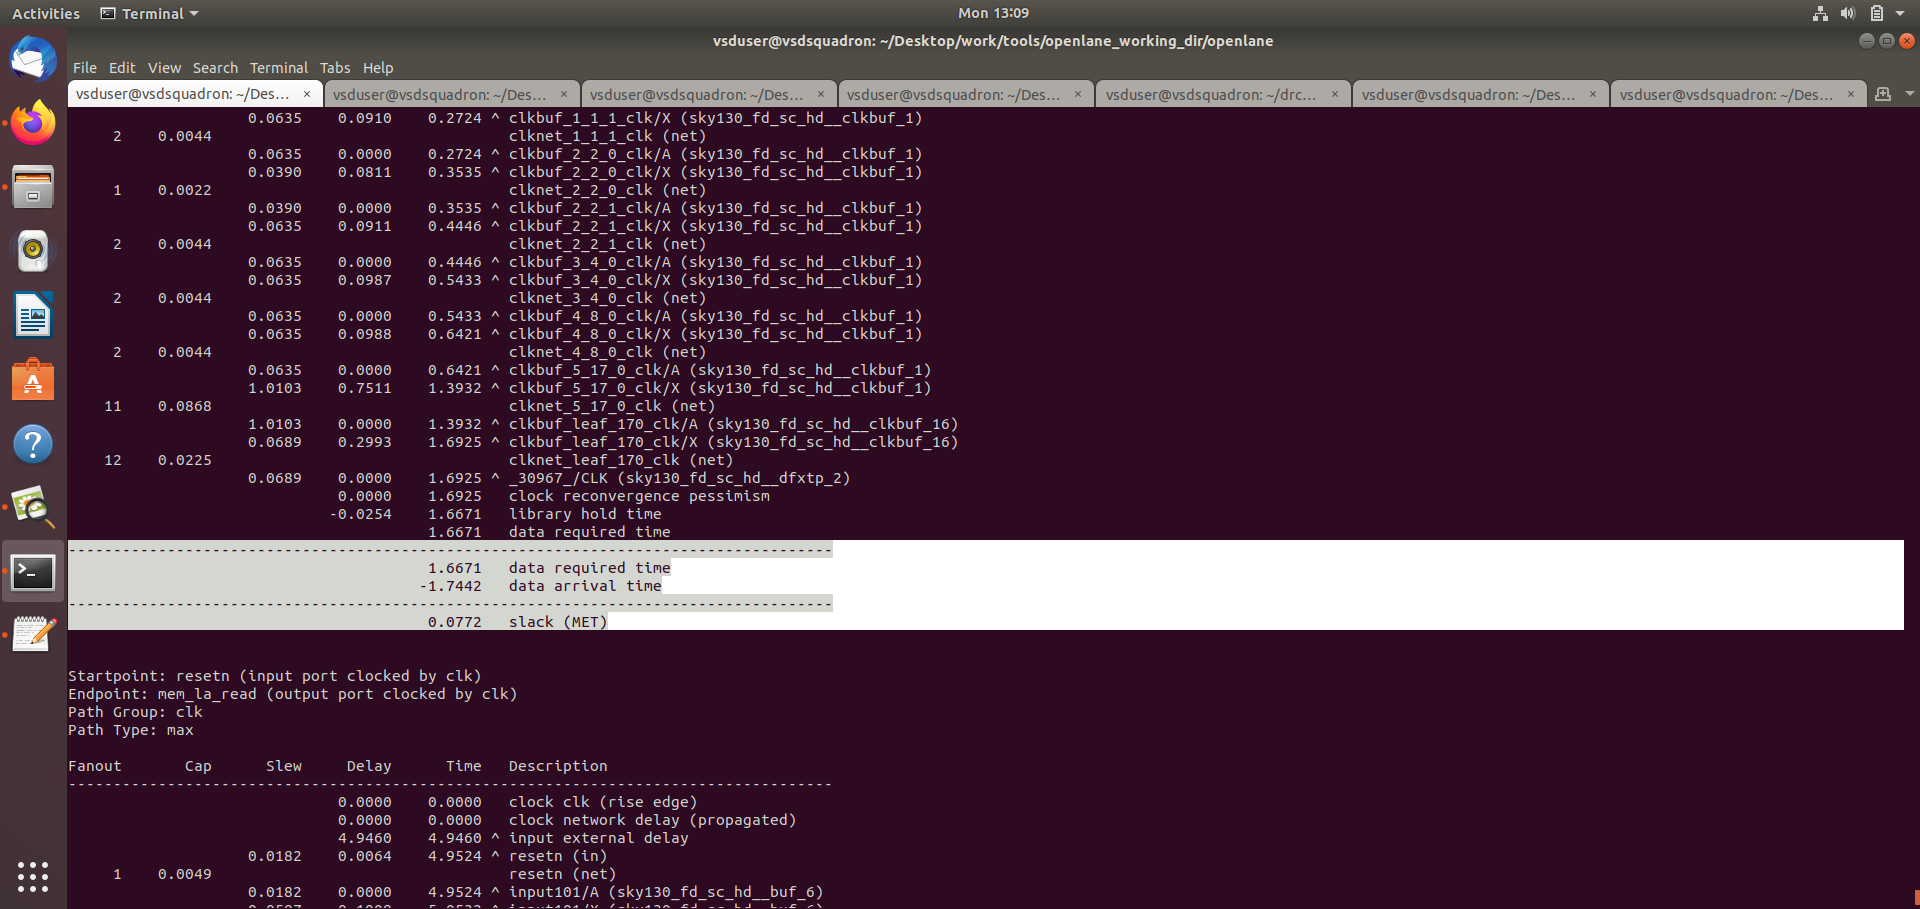 Activities Terminal Mon 13:09
vsduser@vsdsquadron: ~/Desktop/work/tools/openlane_working_dir/openlane
File Edit View Search Terminal Tabs Help
vsduser@vsdsquadron: ~/Des... × vsduser@vsdsquadron: ~/Des... × vsduser@vsdsquadron: ~/Des... × vsduser@vsdsquadron: ~/Des... × vsduser@vsdsquadron: ~/drc... × vsduser@vsdsquadron: ~/Des... × vsduser@vsdsquadron: ~/Des... ×
0.0635 0.0910 0.2724 ^ clkbuf_1_1_1_clk/X (sky130_fd_sc_hd__clkbuf_1)
2 0.0044 clknet_1_1_1_clk (net)
0.0635 0.0000 0.2724 ^ clkbuf_2_2_0_clk/A (sky130_fd_sc_hd__clkbuf_1)
0.0390 0.0811 0.3535 ^ clkbuf_2_2_0_clk/X (sky130_fd_sc_hd__clkbuf_1)
1 0.0022 clknet_2_2_0_clk (net)
0.0390 0.0000 0.3535 ^ clkbuf_2_2_1_clk/A (sky130_fd_sc_hd__clkbuf_1)
0.0635 0.0911 0.4446 ^ clkbuf_2_2_1_clk/X (sky130_fd_sc_hd__clkbuf_1)
2 0.0044 clknet_2_2_1_clk (net)
0.0635 0.0000 0.4446 ^ clkbuf_3_4_0_clk/A (sky130_fd_sc_hd__clkbuf_1)
0.0635 0.0987 0.5433 ^ clkbuf_3_4_0_clk/X (sky130_fd_sc_hd__clkbuf_1)
2 0.0044 clknet_3_4_0_clk (net)
0.0635 0.0000 0.5433 ^ clkbuf_4_8_0_clk/A (sky130_fd_sc_hd__clkbuf_1)
0.0635 0.0988 0.6421 ^ clkbuf_4_8_0_clk/X (sky130_fd_sc_hd__clkbuf_1)
2 0.0044 clknet_4_8_0_clk (net)
0.0635 0.0000 0.6421 ^ clkbuf_5_17_0_clk/A (sky130_fd_sc_hd__clkbuf_1)
1.0103 0.7511 1.3932 ^ clkbuf_5_17_0_clk/X (sky130_fd_sc_hd__clkbuf_1)
11 0.0868 clknet_5_17_0_clk (net)
1.0103 0.0000 1.3932 ^ clkbuf_leaf_170_clk/A (sky130_fd_sc_hd__clkbuf_16)
0.0689 0.2993 1.6925 ^ clkbuf_leaf_170_clk/X (sky130_fd_sc_hd__clkbuf_16)
12 0.0225 clknet_leaf_170_clk (net)
0.0689 0.0000 1.6925 ^ _30967_/CLK (sky130_fd_sc_hd__dfxtp_2)
0.0000 1.6925 clock reconvergence pessimism
-0.0254 1.6671 library hold time
1.6671 data required time
-------------------------------------------------------------------------------------
1.6671 data required time
-1.7442 data arrival time
-------------------------------------------------------------------------------------
0.0772 slack (MET)
Startpoint: resetn (input port clocked by clk)
Endpoint: mem_la_read (output port clocked by clk)
Path Group: clk
Path Type: max
Fanout Cap Slew Delay Time Description
-------------------------------------------------------------------------------------
0.0000 0.0000 clock clk (rise edge)
0.0000 0.0000 clock network delay (propagated)
4.9460 4.9460 ^ input external delay
0.0182 0.0064 4.9524 ^ resetn (in)
1 0.0049 resetn (net)
0.0182 0.0000 4.9524 ^ input101/A (sky130_fd_sc_hd__buf_6)